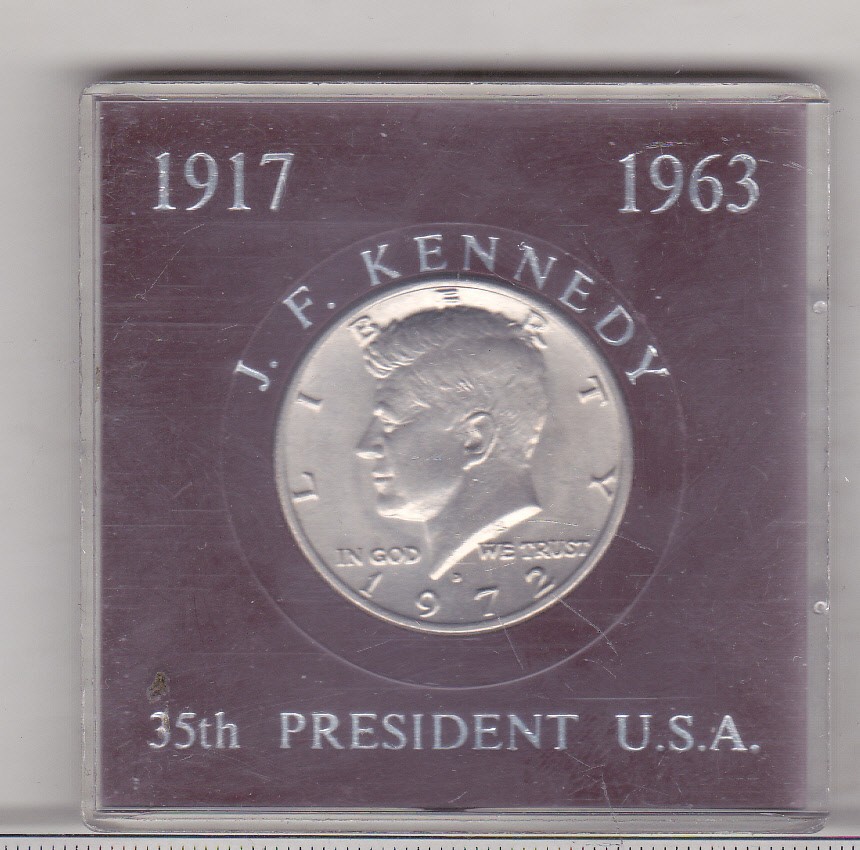 1917 1963
J. F. KENNEDY
LIBERTY
IN GOD WE TRUST
D
1972
35th PRESIDENT U.S.A.